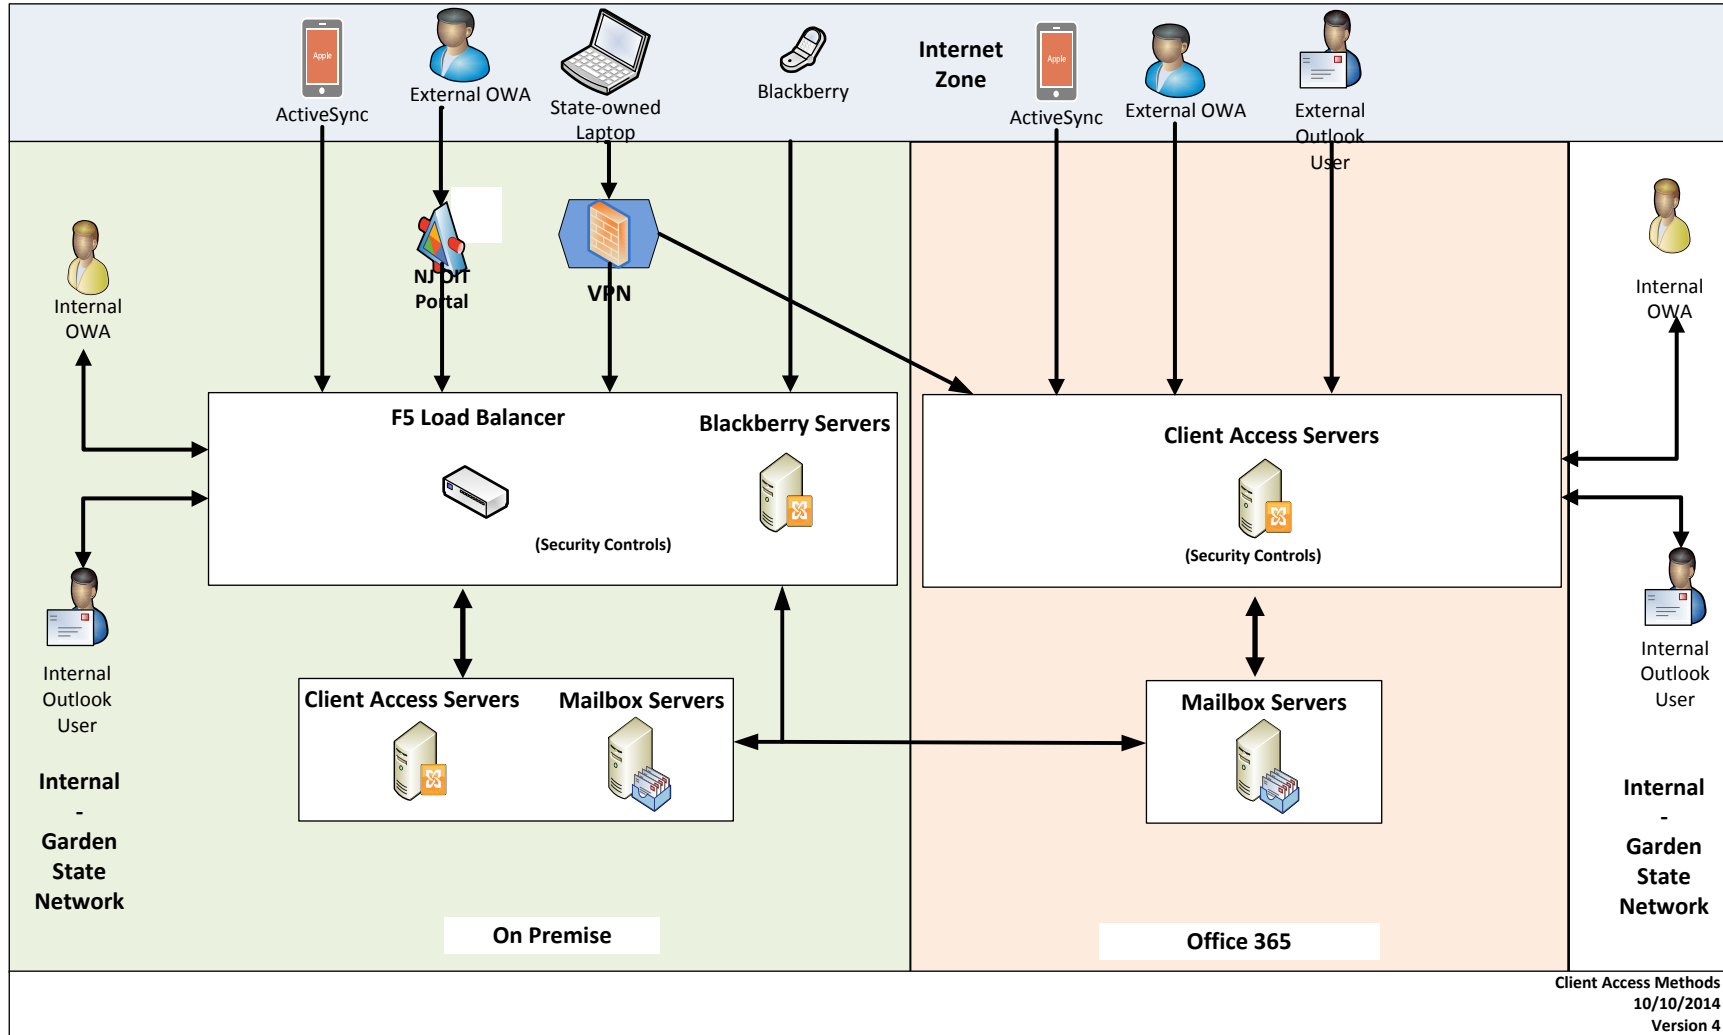 Apple
ActiveSync
External OWA
State-owned
Laptop
Blackberry
Internet
Zone
Apple
ActiveSync
External OWA
External
Outlook
User
NJ OIT
Portal
VPN
Internal
OWA
Internal
OWA
F5 Load Balancer
Blackberry Servers
(Security Controls)
Client Access Servers
(Security Controls)
Internal
Outlook
User
Internal
Outlook
User
Client Access Servers
Mailbox Servers
Mailbox Servers
Internal
-
Garden
State
Network
Internal
-
Garden
State
Network
On Premise
Office 365
Client Access Methods
10/10/2014
Version 4